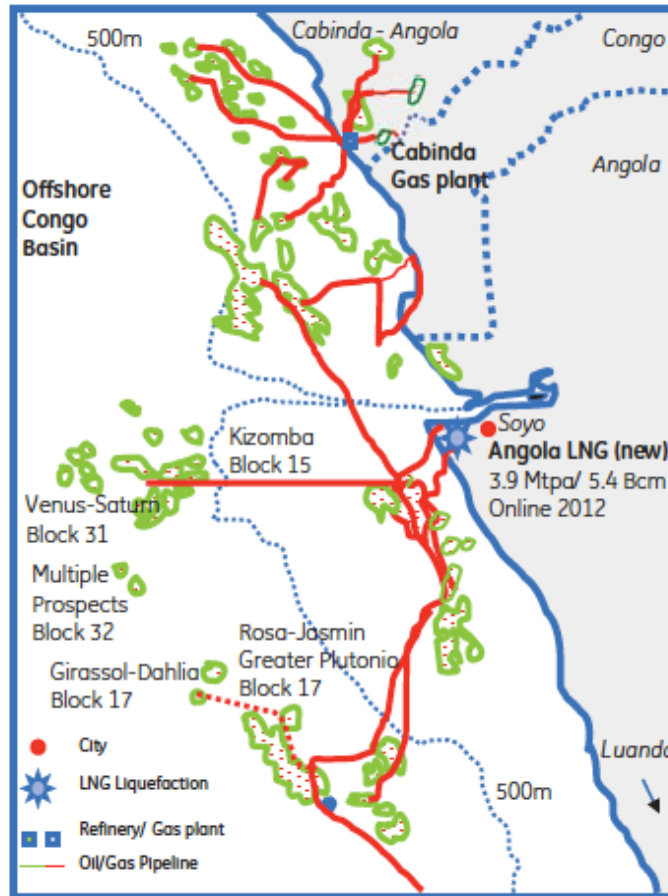 500m
Cabinda - Angola
Congo
Cabinda
Gas plant
Angola
Offshore
Congo
Basin
Soyo
Angola LNG (new)
3.9 Mtpa/ 5.4 Bcm
Online 2012
Kizomba
Block 15
Venus-Saturn
Block 31
Multiple
Prospects
Block 32
Rosa-Jasmin
Greater Plutonio
Block 17
Girassol-Dahlia
Block 17
Luanda
500m
City
LNG Liquefaction
Refinery/ Gas plant
Oil/Gas Pipeline